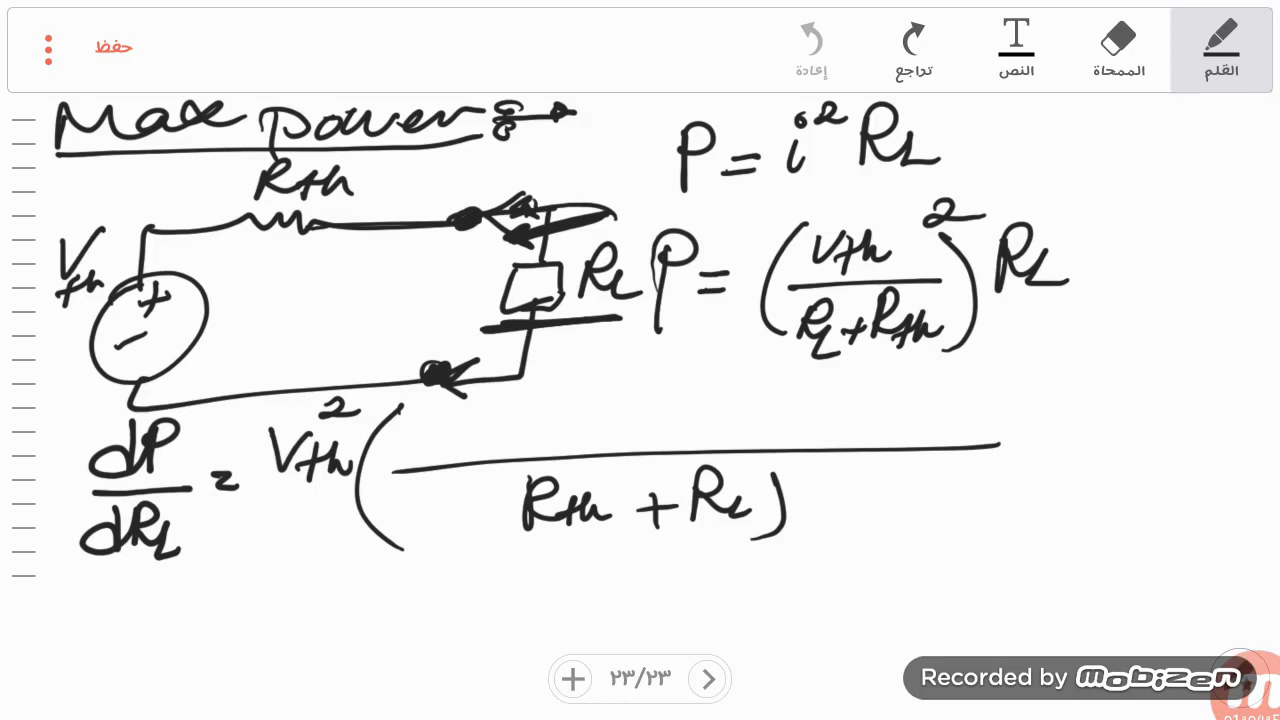 حفظ
إعادة
تراجع
النص
الممحاة
القلم
Max power
P = i² RL
Rth
Vth
+
-
RL
P = (Vth / RL + Rth)² RL
dP / dRL = Vth² ( / Rth + RL )
٢٣/٢٣
Recorded by mobizen